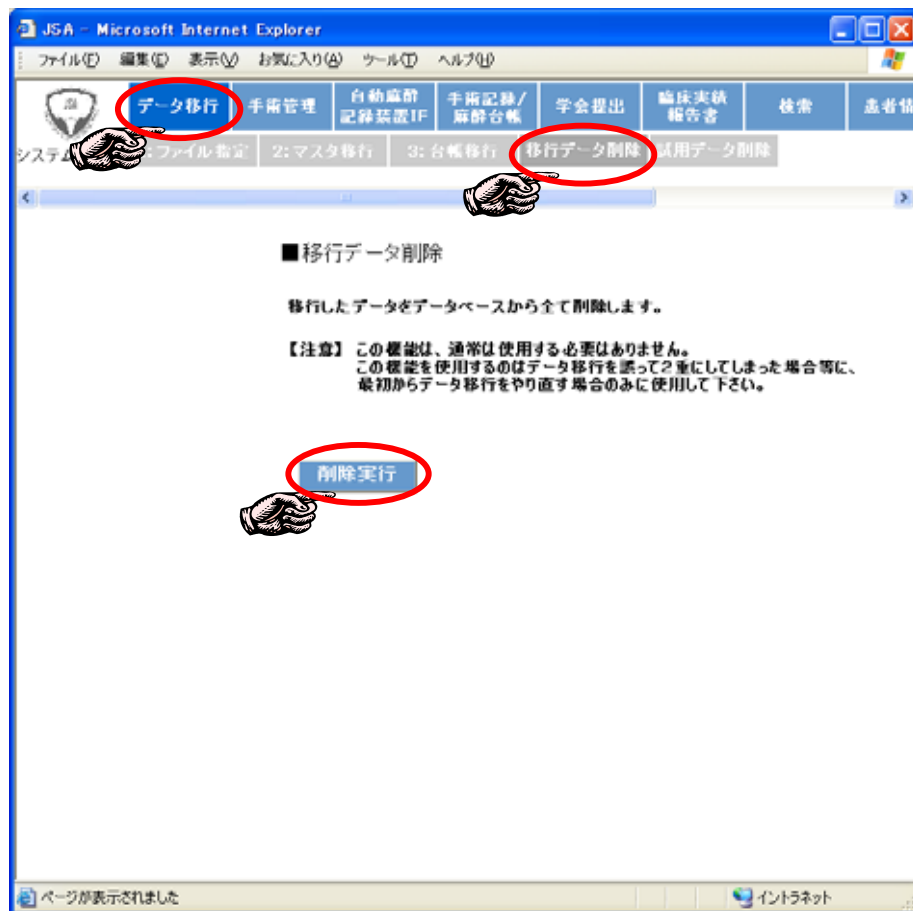 JSA - Microsoft Internet Explorer
ファイル(F) 編集(E) 表示(V) お気に入り(A) ツール(T) ヘルプ(H)
データ移行 手術管理 自動麻酔 手術記録/ 学会提出 臨床実績 検索 患者情
記録装置IF 麻酔台帳 報告書
システム :ファイル指定 2:マスタ移行 3:台帳移行 移行データ削除 試用データ削除
■移行データ削除
移行したデータをデータベースから全て削除します。
【注意】 この機能は、通常は使用する必要はありません。
この機能を使用するのはデータ移行を誤って2重にしてしまった場合等に、
最初からデータ移行をやり直す場合のみに使用して下さい。
削除実行
ページが表示されました イントラネット